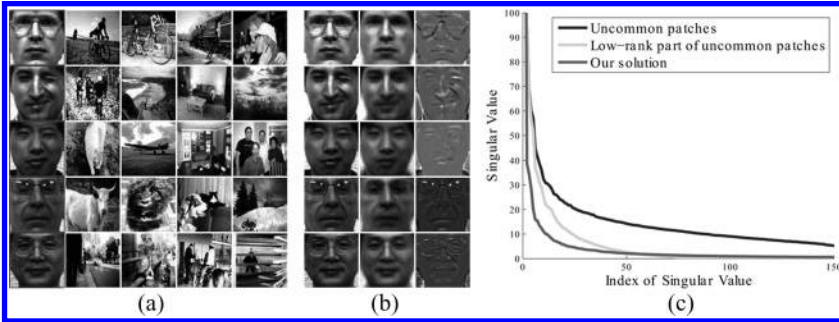 100
90
80
70
60
50
40
30
20
10
0
Singular Value
Uncommon patches
Low-rank part of uncommon patches
Our solution
0
50
100
150
Index of Singular Value
(a)
(b)
(c)